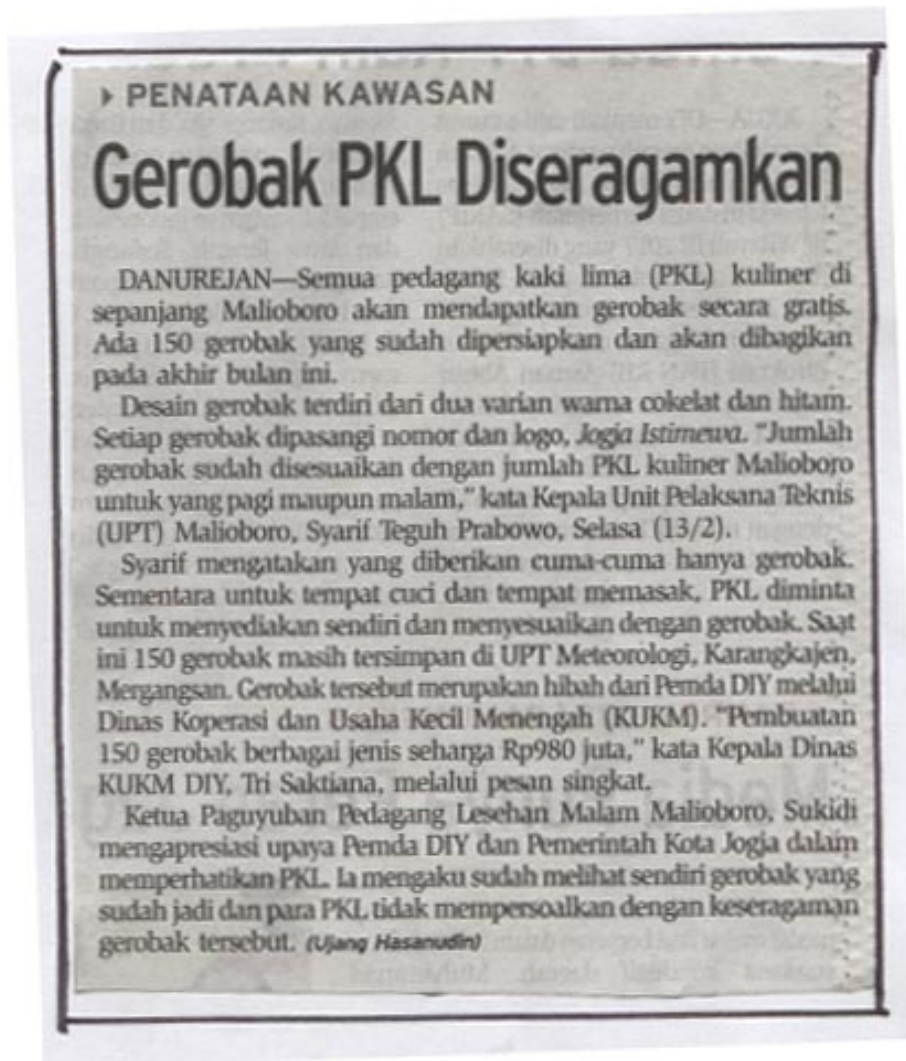 PENATAAN KAWASAN
Gerobak PKL Diseragamkan
DANUREJAN—Semua pedagang kaki lima (PKL) kuliner di
sepanjang Malioboro akan mendapatkan gerobak secara gratis.
Ada 150 gerobak yang sudah dipersiapkan dan akan dibagikan
pada akhir bulan ini.
Desain gerobak terdiri dari dua varian warna cokelat dan hitam.
Setiap gerobak dipasangi nomor dan logo, Jogja Istimewa. "Jumlah
gerobak sudah disesuaikan dengan jumlah PKL kuliner Malioboro
untuk yang pagi maupun malam," kata Kepala Unit Pelaksana Teknis
(UPT) Malioboro, Syarif Teguh Prabowo, Selasa (13/2).
Syarif mengatakan yang diberikan cuma-cuma hanya gerobak.
Sementara untuk tempat cuci dan tempat memasak, PKL diminta
untuk menyediakan sendiri dan menyesuaikan dengan gerobak. Saat
ini 150 gerobak masih tersimpan di UPT Meteorologi, Karangkajen,
Mergangsan. Gerobak tersebut merupakan hibah dari Pemda DIY melalui
Dinas Koperasi dan Usaha Kecil Menengah (KUKM). "Pembuatan
150 gerobak berbagai jenis seharga Rp980 juta," kata Kepala Dinas
KUKM DIY, Tri Saktiana, melalui pesan singkat.
Ketua Paguyuban Pedagang Lesehan Malam Malioboro, Sukidi
mengapresiasi upaya Pemda DIY dan Pemerintah Kota Jogja dalam
memperhatikan PKL. Ia mengaku sudah melihat sendiri gerobak yang
sudah jadi dan para PKL tidak mempersoalkan dengan keseragaman
gerobak tersebut. (Ujang Hasanudin)